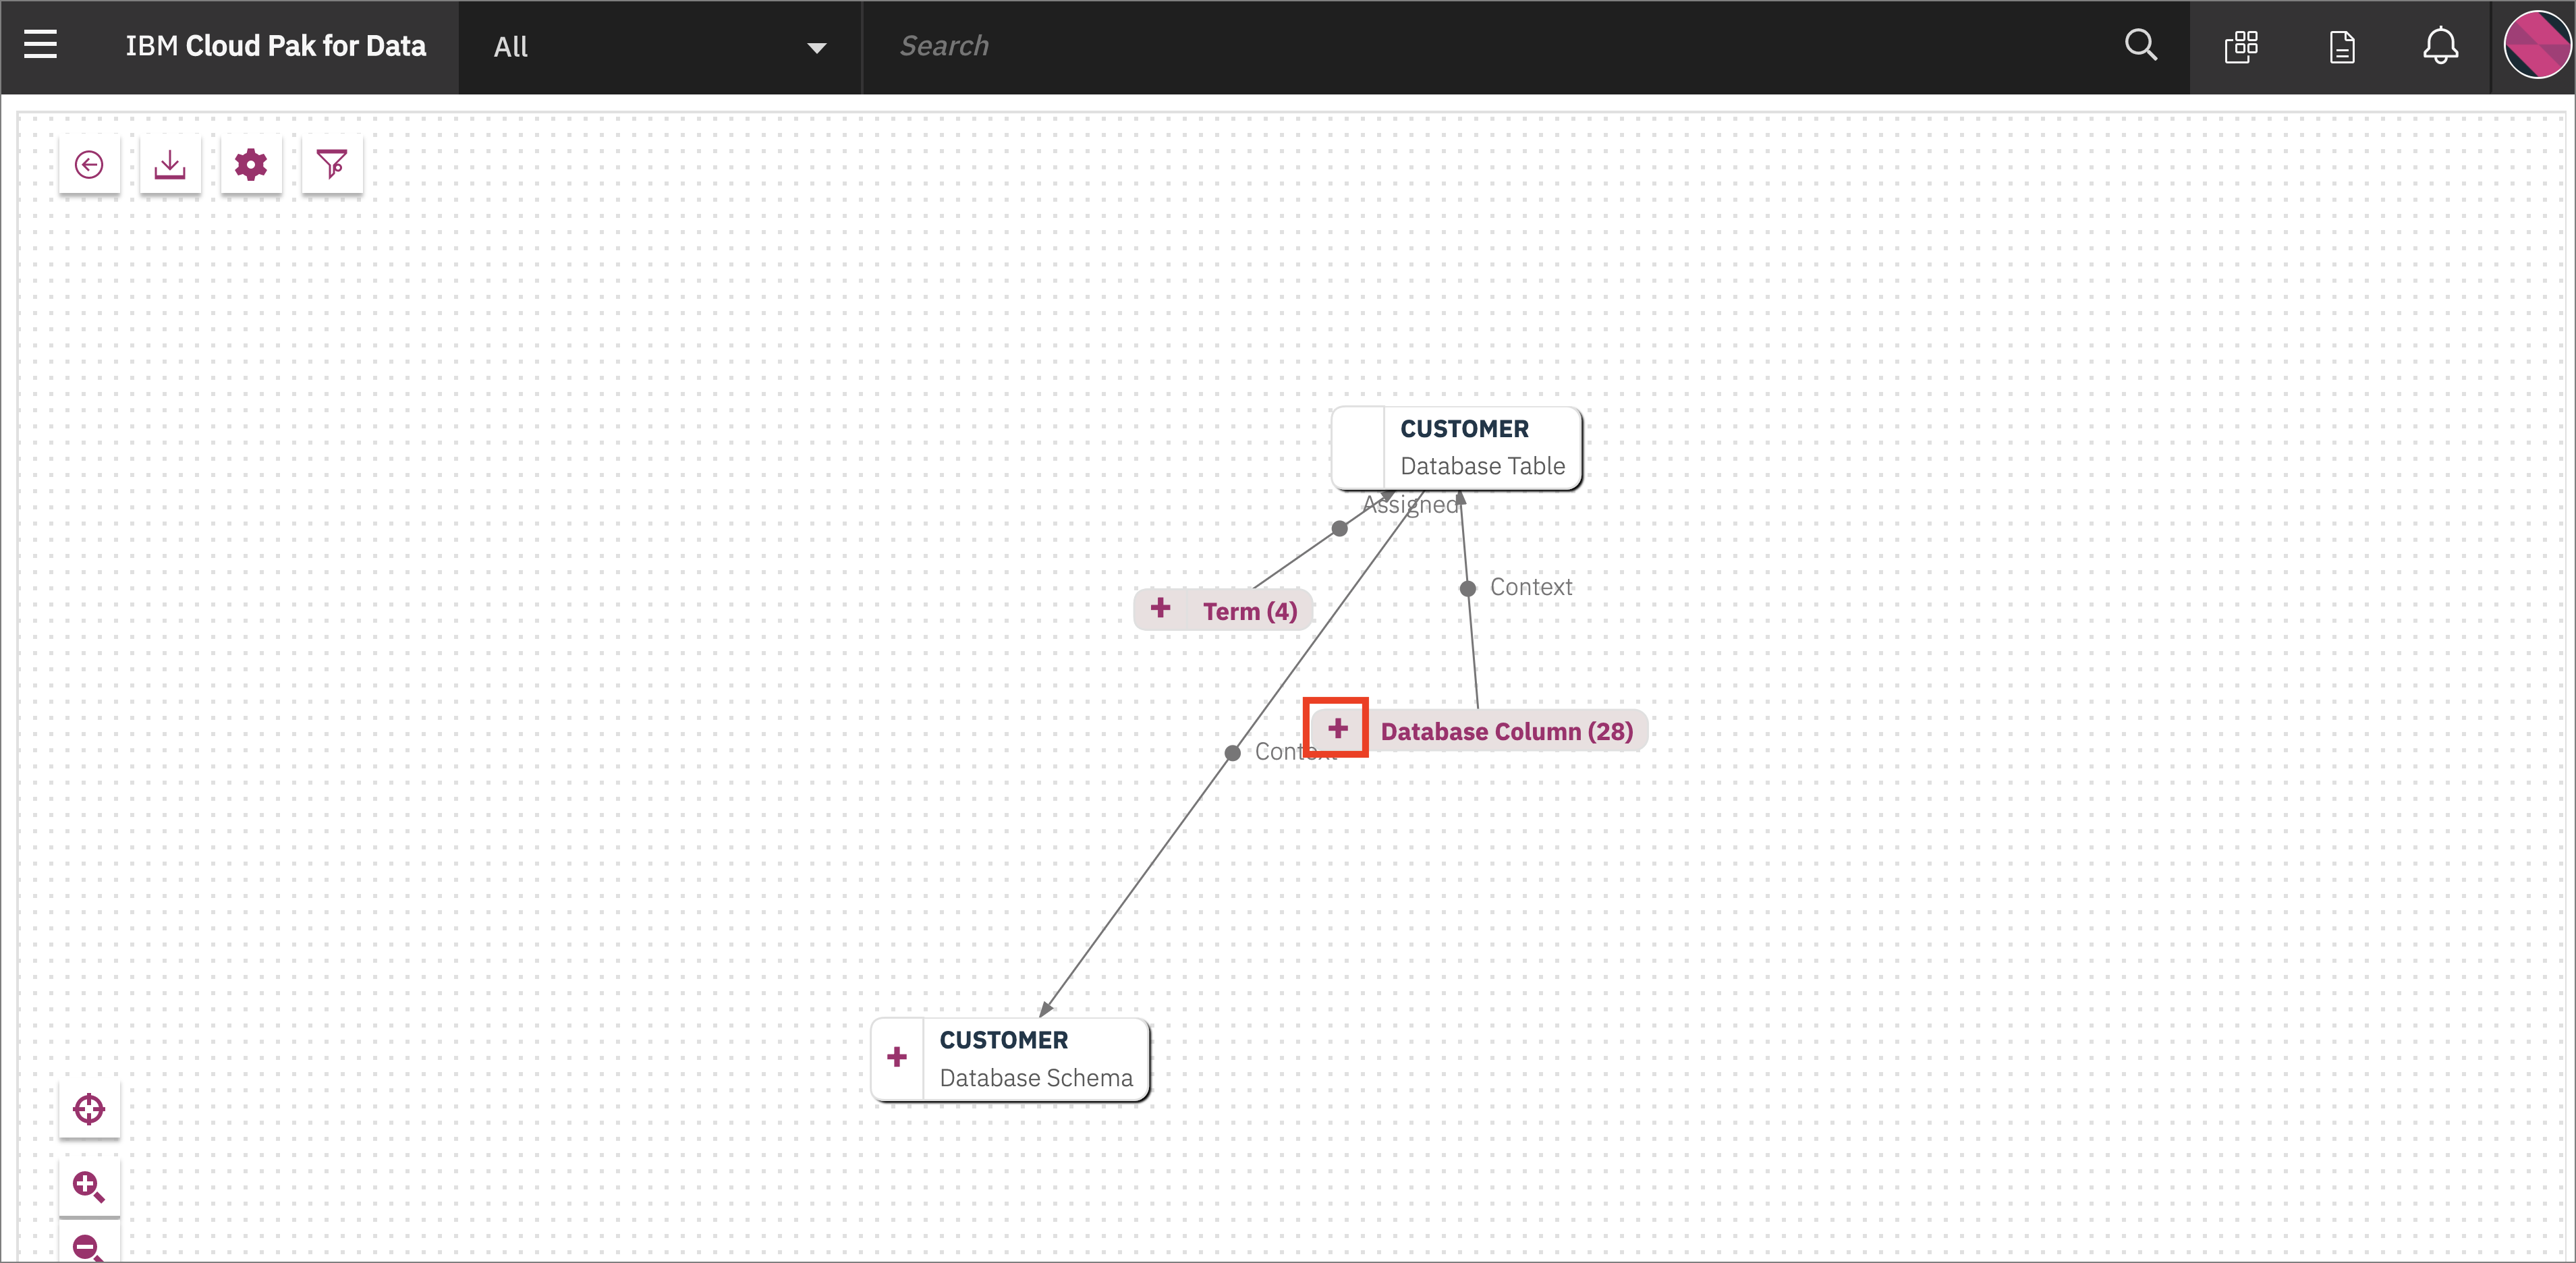 IBM Cloud Pak for Data
All
Search
CUSTOMER
Database Table
Assigned
Context
Term (4)
Database Column (28)
Context
CUSTOMER
Database Schema